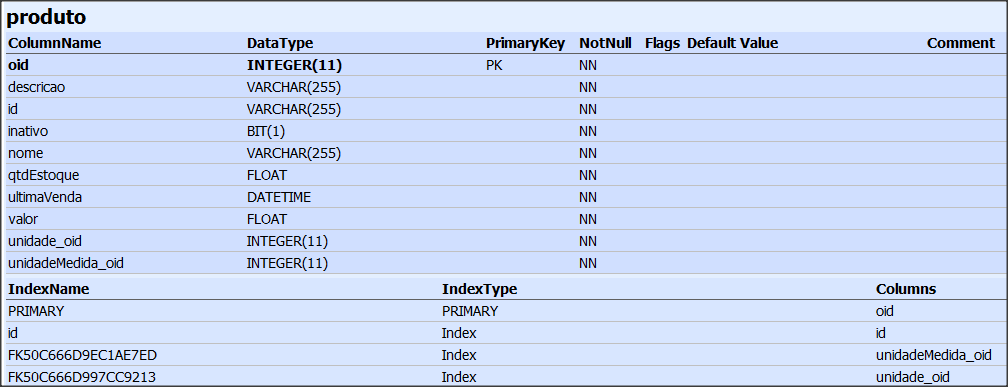 produto
ColumnName DataType PrimaryKey NotNull Flags Default Value Comment
oid INTEGER(11) PK NN
descricao VARCHAR(255) NN
id VARCHAR(255) NN
inativo BIT(1) NN
nome VARCHAR(255) NN
qtdEstoque FLOAT NN
ultimaVenda DATETIME NN
valor FLOAT NN
unidade_oid INTEGER(11) NN
unidadeMedida_oid INTEGER(11) NN
IndexName IndexType Columns
PRIMARY PRIMARY oid
id Index id
FK50C666D9EC1AE7ED Index unidadeMedida_oid
FK50C666D997CC9213 Index unidade_oid